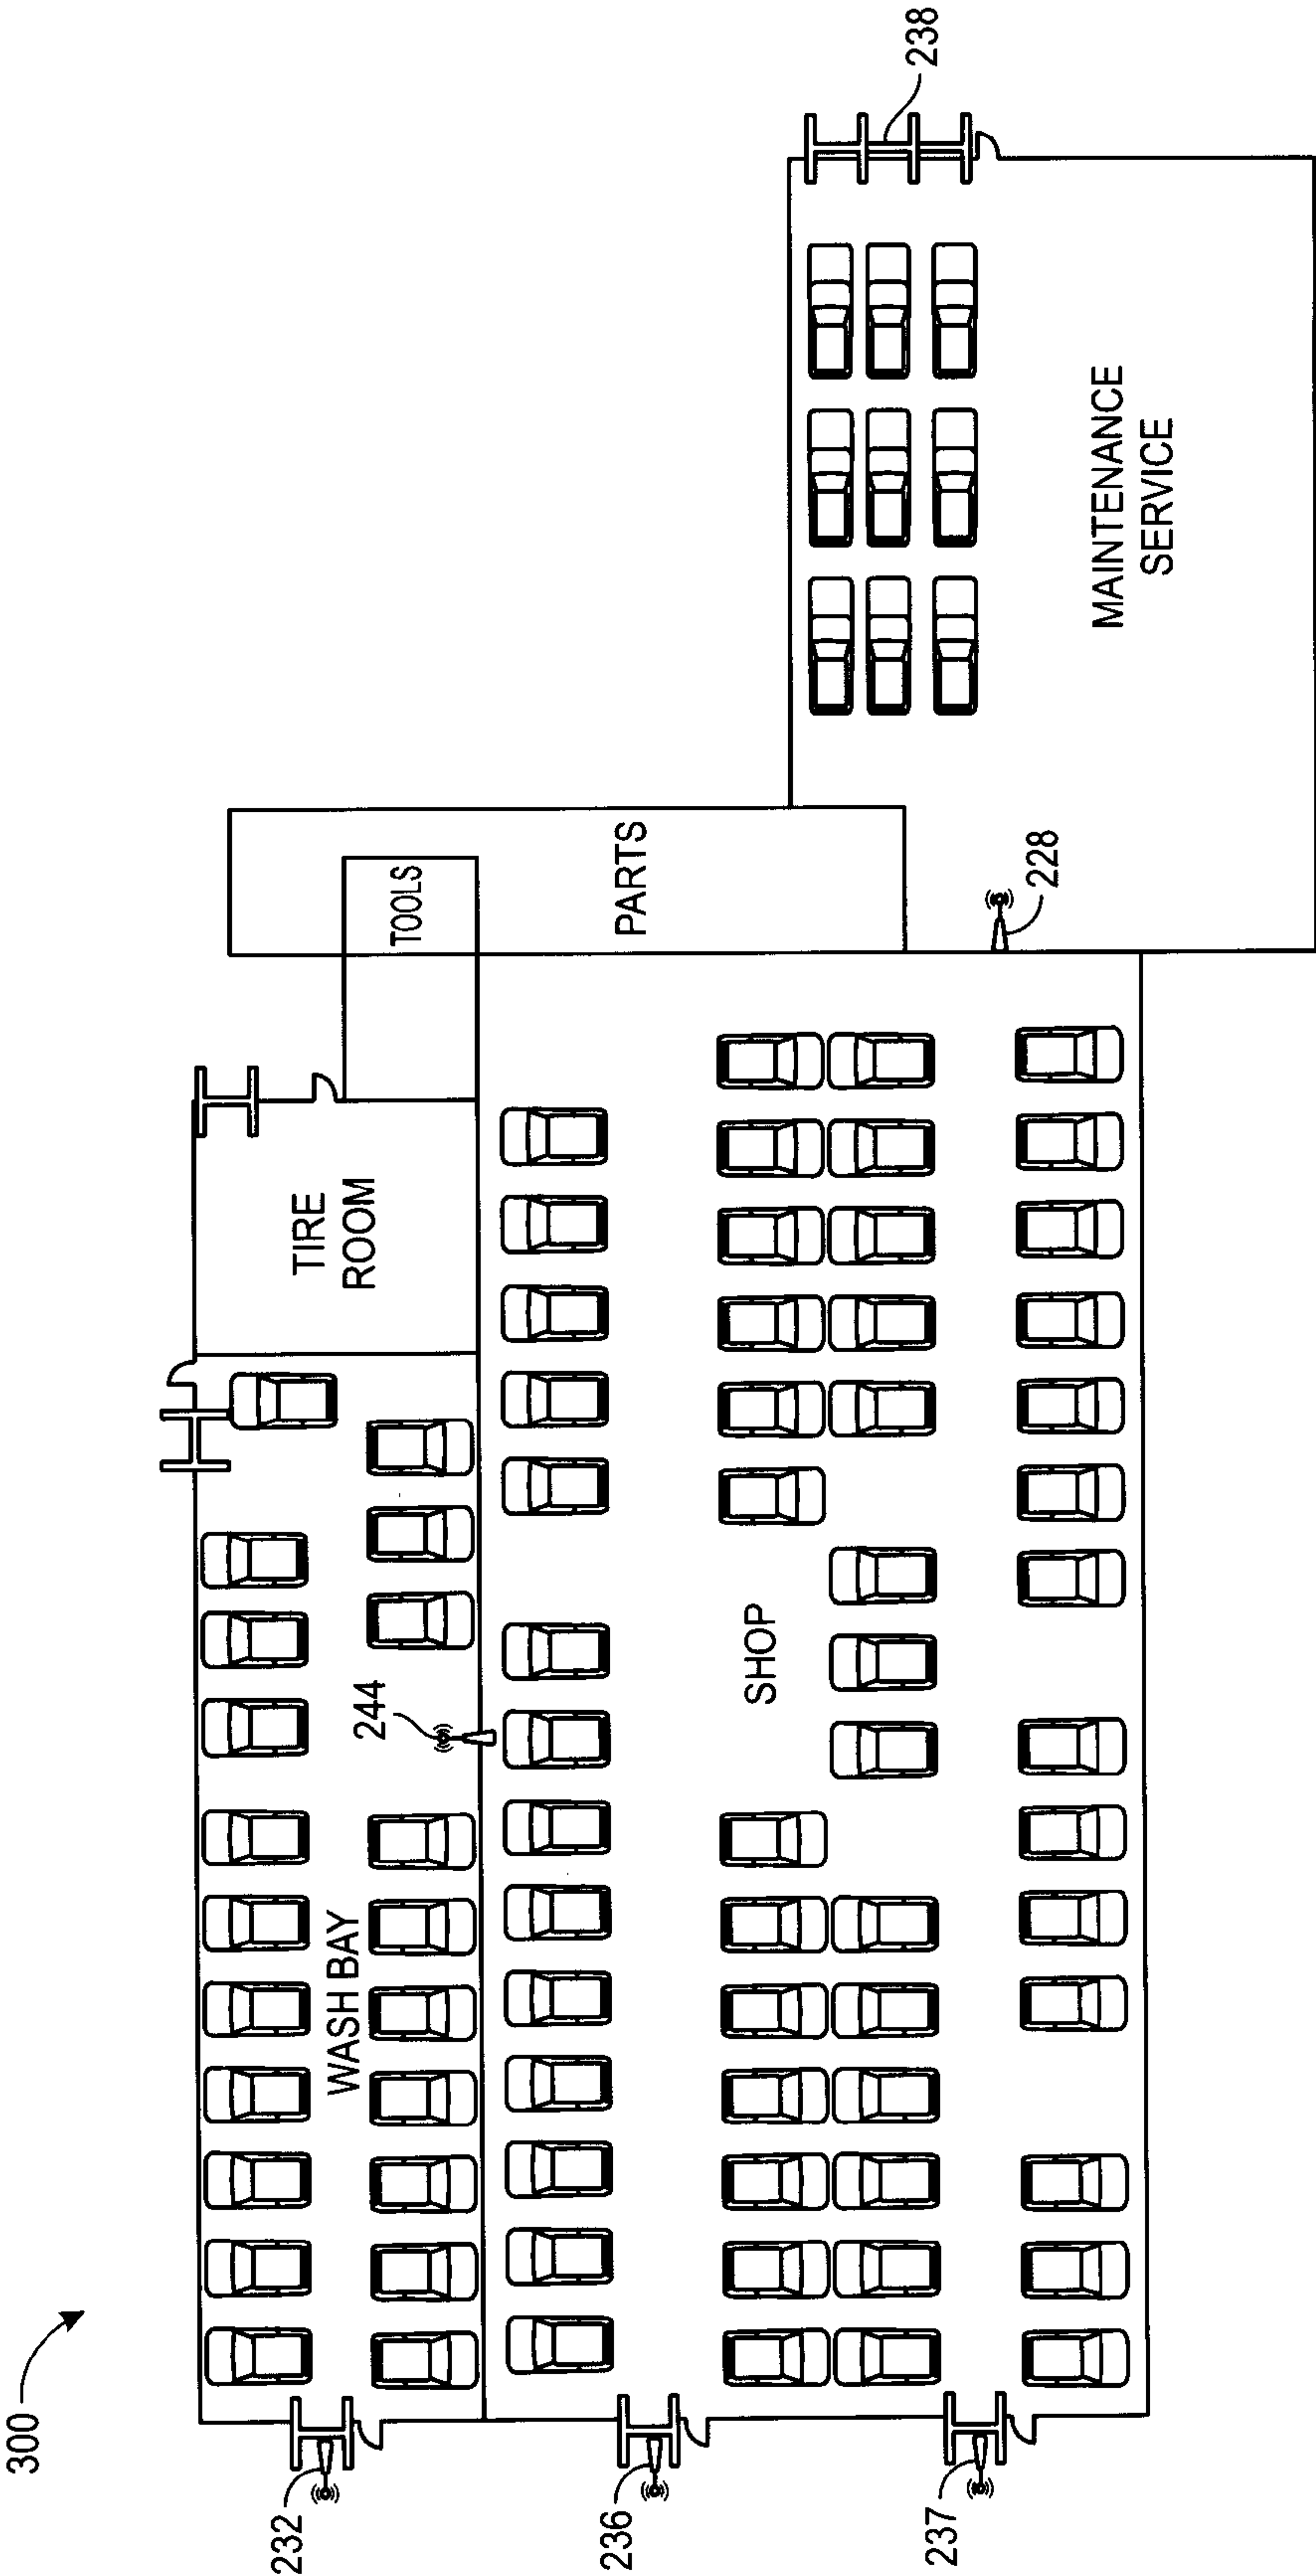 300
232
236
237
WASH BAY
244
SHOP
TIRE
ROOM
TOOLS
PARTS
228
MAINTENANCE
SERVICE
238